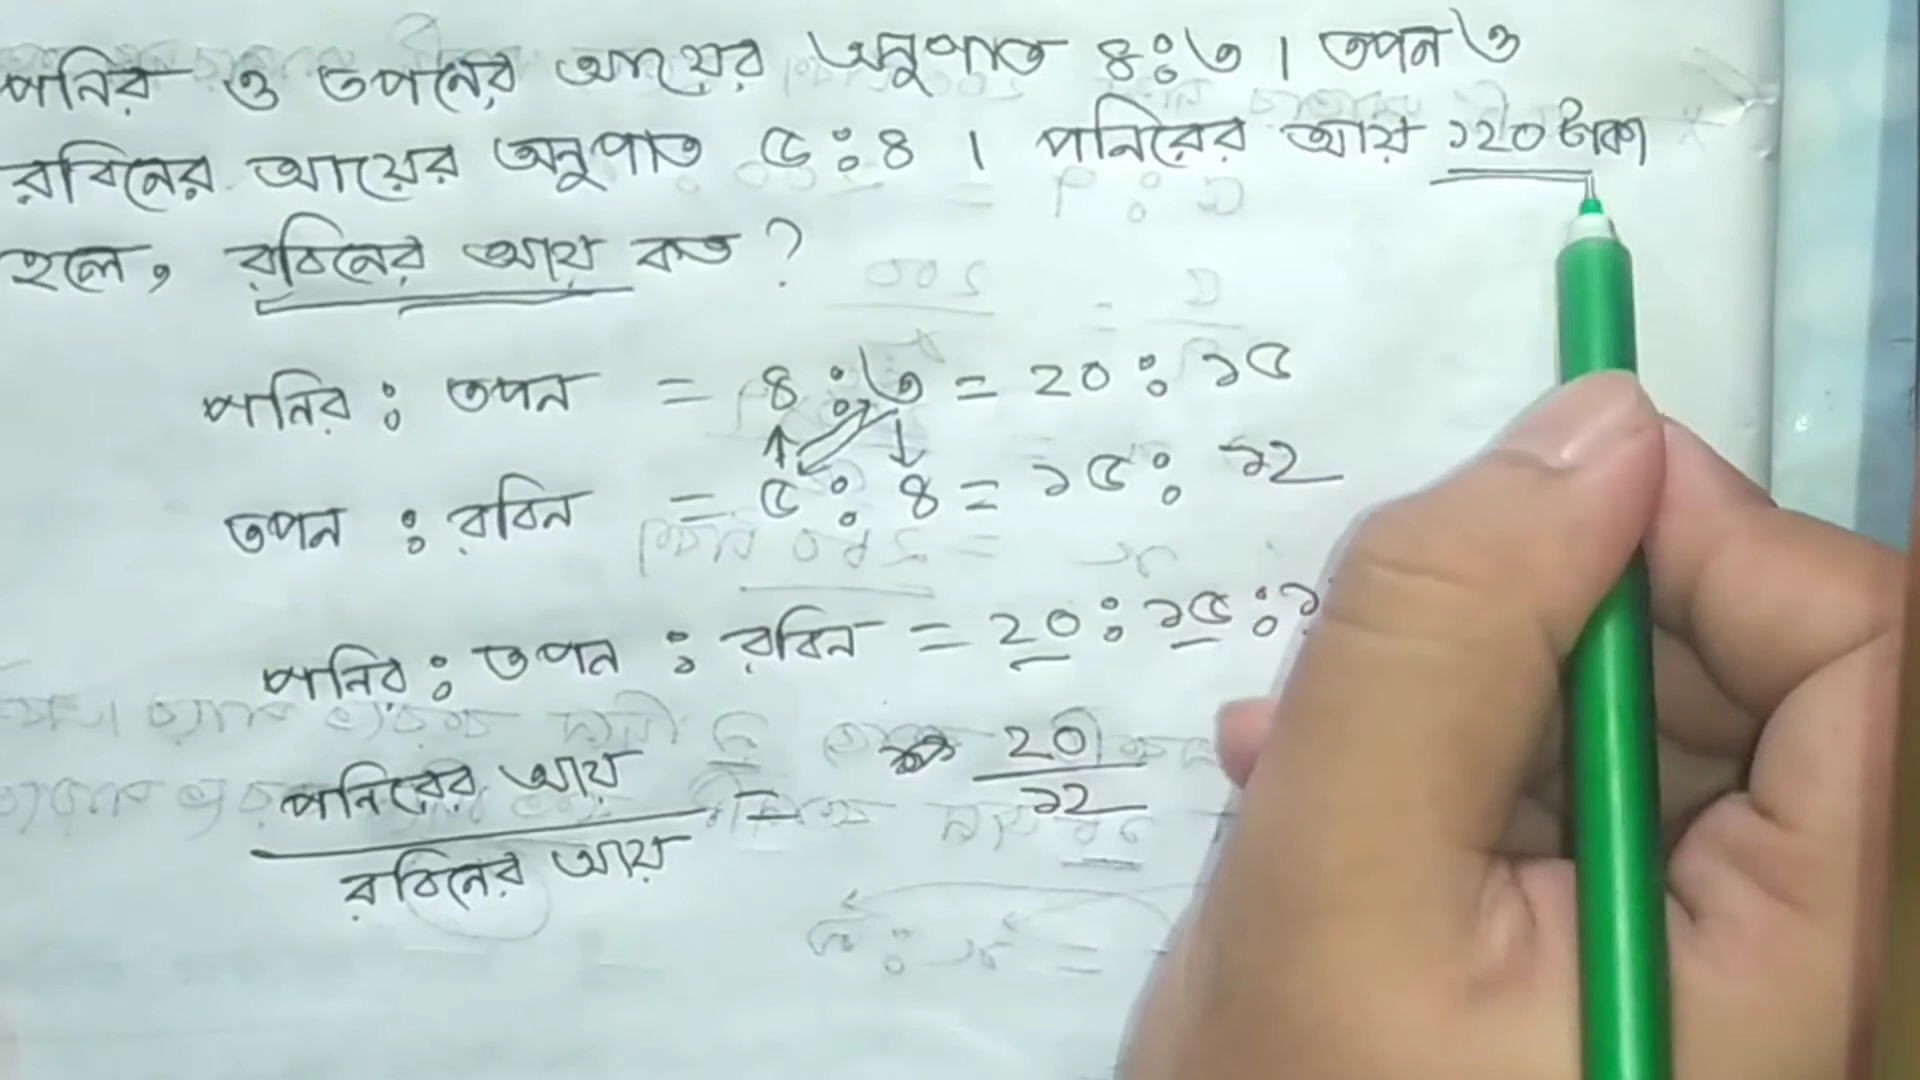 পনির ও তপনের আয়ের অনুপাত ৪:৩। তপন ও
রবিনের আয়ের অনুপাত ৫:৪। পনিরের আয় ১২০ টাকা
হলে, রবিনের আয় কত?
পনির : তপন = ৪:৩ = ২০:১৫
তপন : রবিন = ৫:৪ = ১৫:১২
পনির : তপন : রবিন = ২০:১৫:১
পনিরের আয় / রবিনের আয় = ২০ / ১২